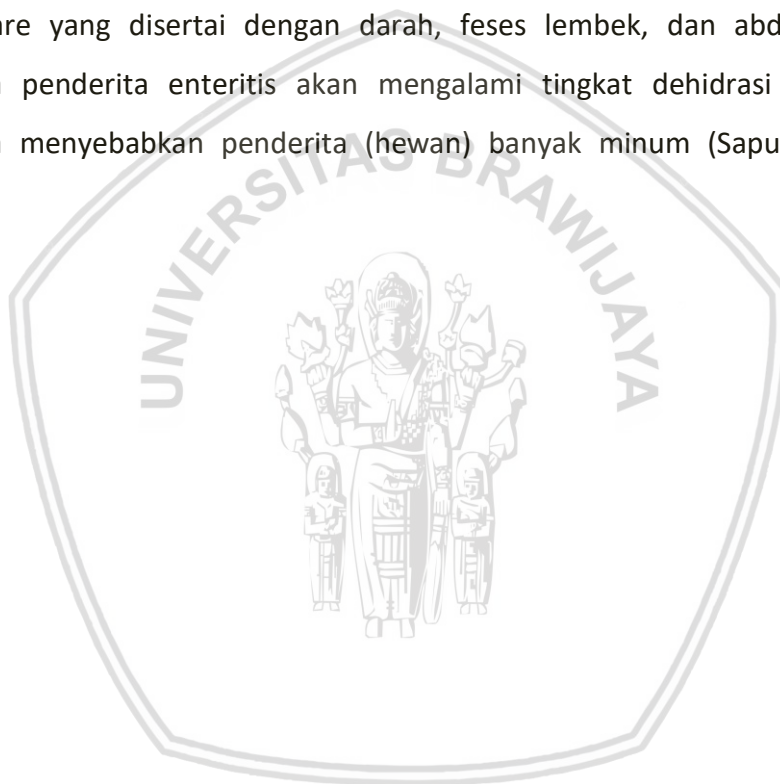 are yang disertai dengan darah, feses lembek, dan abd
penderita enteritis akan mengalami tingkat dehidrasi
menyebabkan penderita (hewan) banyak minum (Sapu
UNIVERSITAS BRAWIJAYA